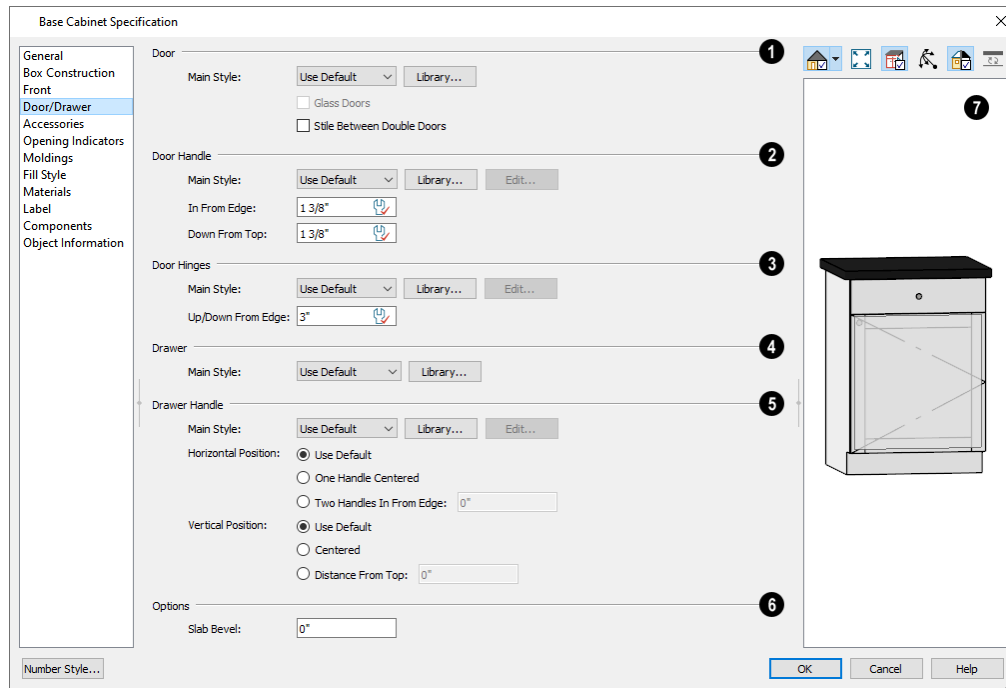 Base Cabinet Specification
General
Box Construction
Front
Door/Drawer
Accessories
Opening Indicators
Moldings
Fill Style
Materials
Label
Components
Object Information
Door 1
Main Style: Use Default Library...
Glass Doors
Stile Between Double Doors
Door Handle 2
Main Style: Use Default Library... Edit...
In From Edge: 1 3/8"
Down From Top: 1 3/8"
Door Hinges 3
Main Style: Use Default Library... Edit...
Up/Down From Edge: 3"
Drawer 4
Main Style: Use Default Library...
Drawer Handle 5
Main Style: Use Default Library... Edit...
Horizontal Position: Use Default
One Handle Centered
Two Handles In From Edge: 0"
Vertical Position: Use Default
Centered
Distance From Top: 0"
Options 6
Slab Bevel: 0"
7
Number Style... OK Cancel Help